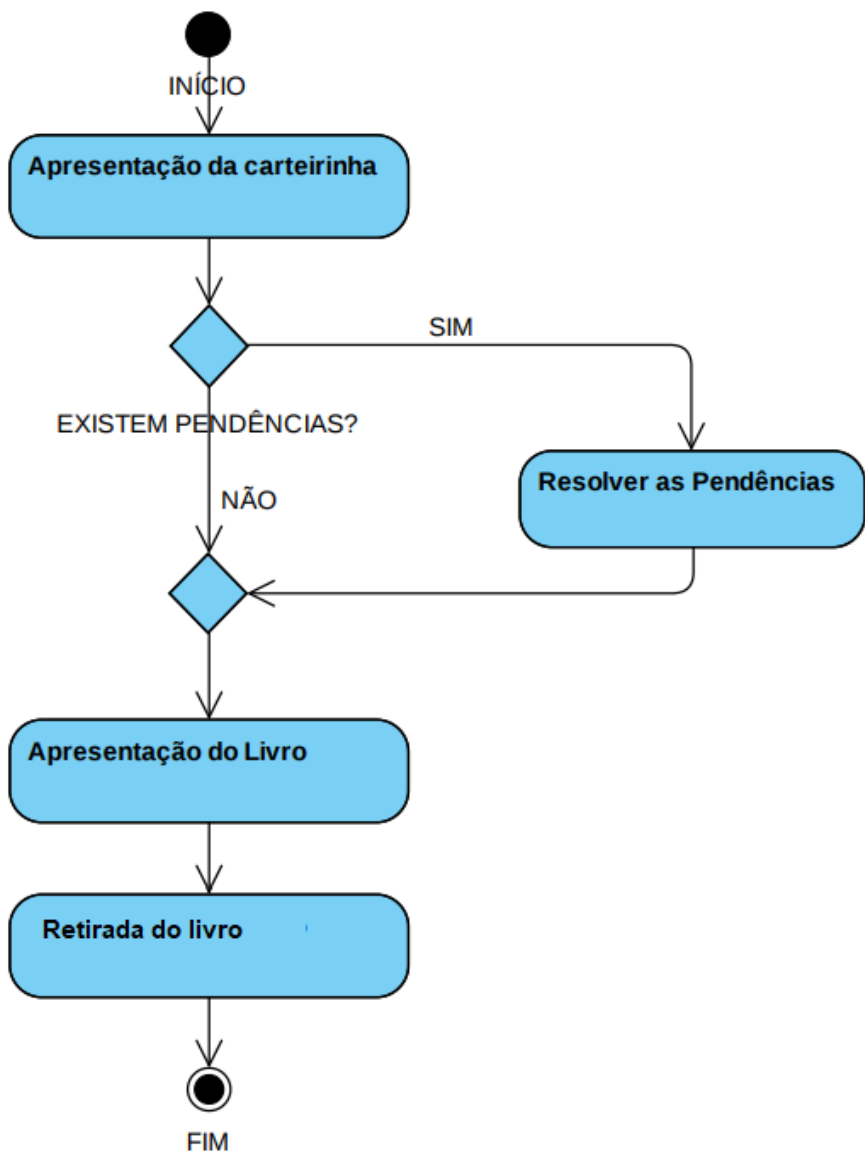 INÍCIO
Apresentação da carteirinha
SIM
EXISTEM PENDÊNCIAS?
Resolver as Pendências
NÃO
Apresentação do Livro
Retirada do livro
FIM